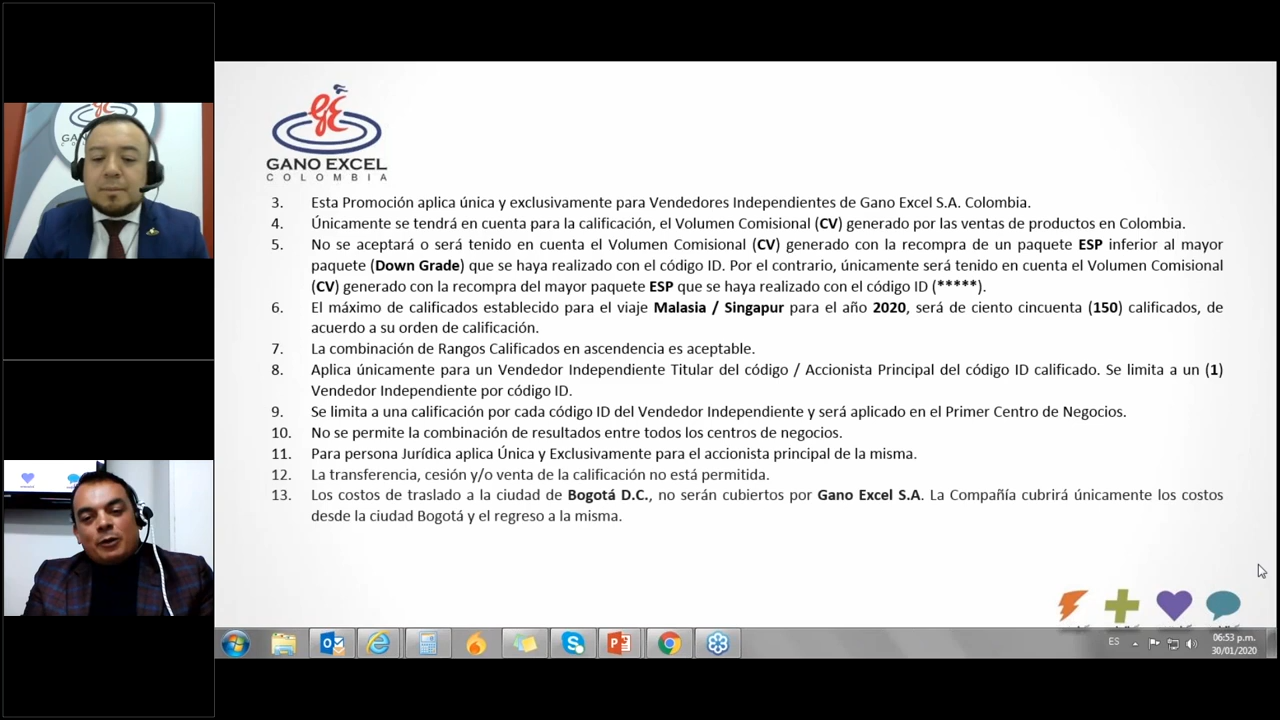 GE
GANO EXCEL
COLOMBIA
3. Esta Promoción aplica única y exclusivamente para Vendedores Independientes de Gano Excel S.A. Colombia.
4. Únicamente se tendrá en cuenta para la calificación, el Volumen Comisional (CV) generado por las ventas de productos en Colombia.
5. No se aceptará o será tenido en cuenta el Volumen Comisional (CV) generado con la recompra de un paquete ESP inferior al mayor
paquete (Down Grade) que se haya realizado con el código ID. Por el contrario, únicamente será tenido en cuenta el Volumen Comisional
(CV) generado con la recompra del mayor paquete ESP que se haya realizado con el código ID (*****).
6. El máximo de calificados establecido para el viaje Malasia / Singapur para el año 2020, será de ciento cincuenta (150) calificados, de
acuerdo a su orden de calificación.
7. La combinación de Rangos Calificados en ascendencia es aceptable.
8. Aplica únicamente para un Vendedor Independiente Titular del código / Accionista Principal del código ID calificado. Se limita a un (1)
Vendedor Independiente por código ID.
9. Se limita a una calificación por cada código ID del Vendedor Independiente y será aplicado en el Primer Centro de Negocios.
10. No se permite la combinación de resultados entre todos los centros de negocios.
11. Para persona Jurídica aplica Única y Exclusivamente para el accionista principal de la misma.
12. La transferencia, cesión y/o venta de la calificación no está permitida.
13. Los costos de traslado a la ciudad de Bogotá D.C., no serán cubiertos por Gano Excel S.A. La Compañía cubrirá únicamente los costos
desde la ciudad Bogotá y el regreso a la misma.
ES
06:53 p.m.
30/01/2020